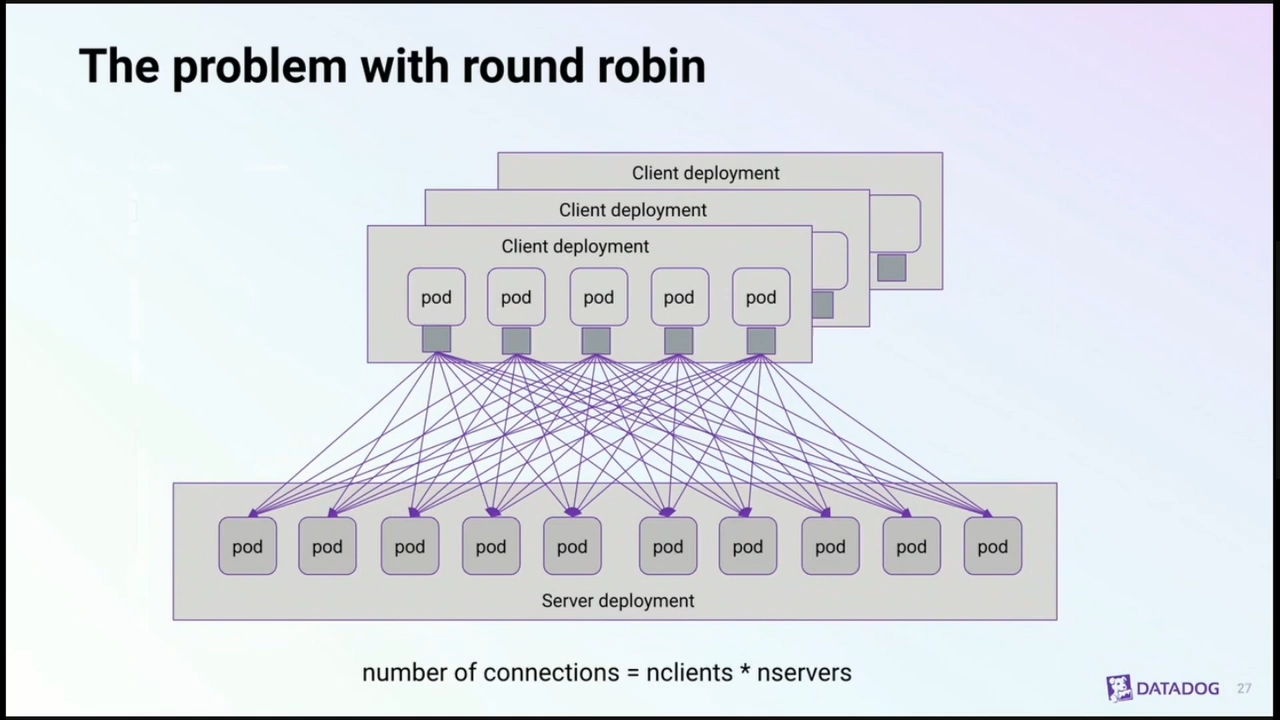 The problem with round robin
Client deployment
Client deployment
Client deployment
pod pod pod pod pod
pod pod pod pod pod pod pod pod pod pod
Server deployment
number of connections = nclients * nservers
DATADOG 27